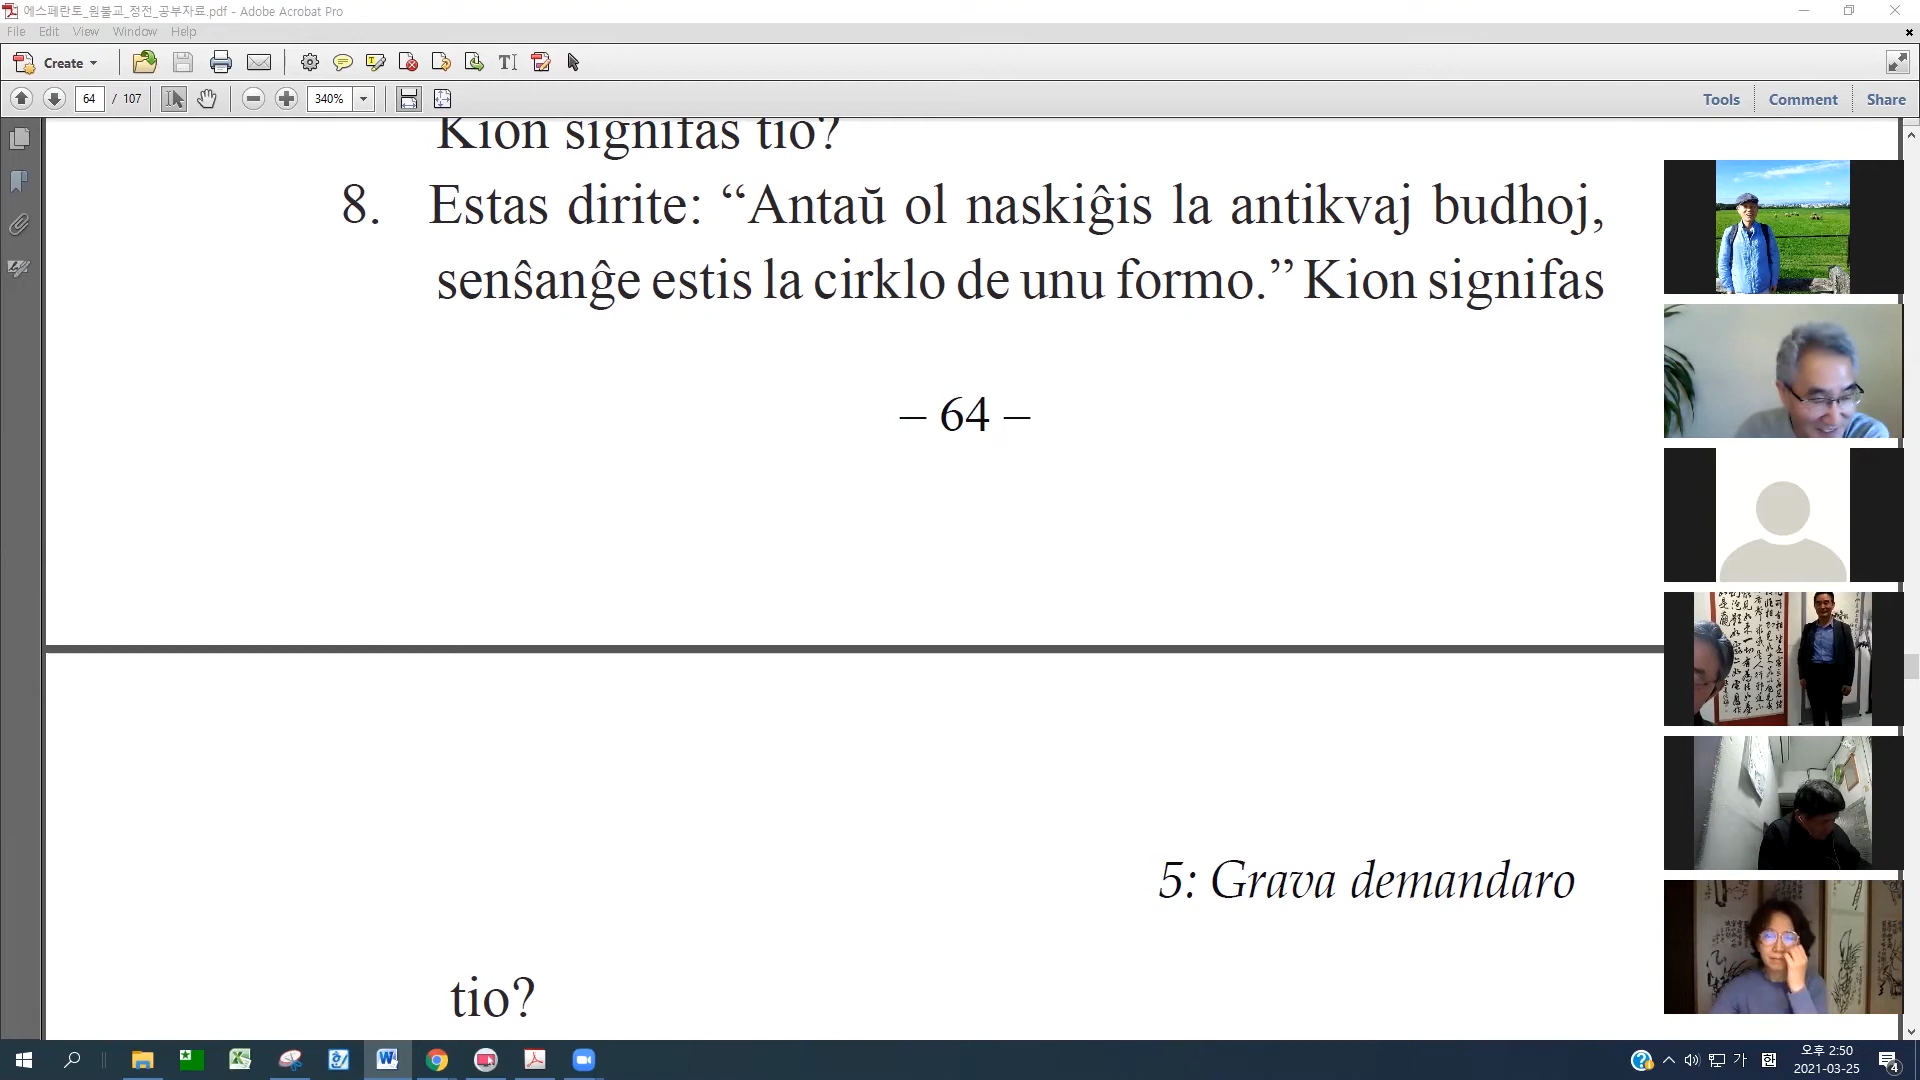 에스페란토_원불교_정전_공부자료.pdf - Adobe Acrobat Pro
File Edit View Window Help
Create
64 / 107 340% Tools Comment Share
Kion signifas tio?
8. Estas dirite: “Antaŭ ol naskiĝis la antikvaj budhoj,
senŝanĝe estis la cirklo de unu formo.” Kion signifas
– 64 –
5: Grava demandaro
tio?
오후 2:50
가 한
2021-03-25
4